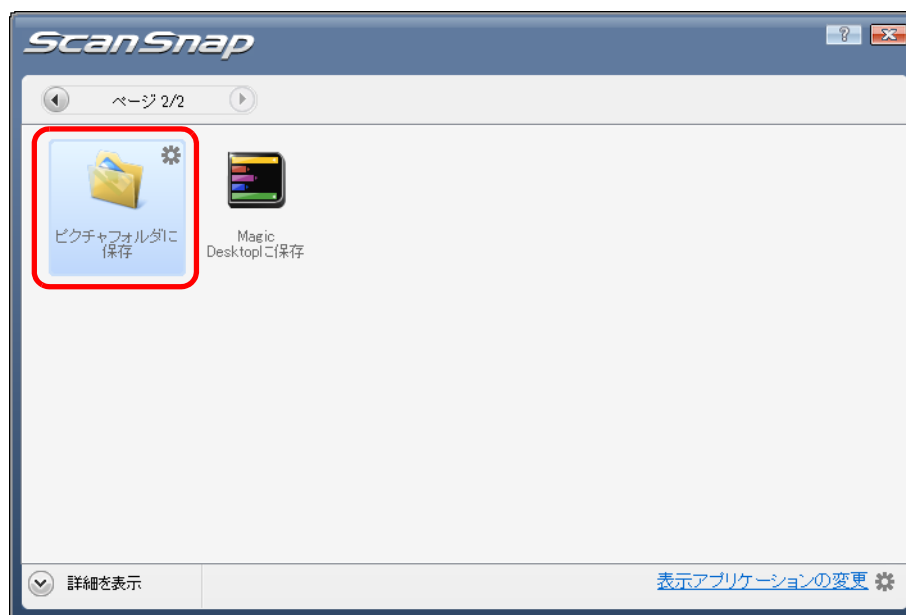 ScanSnap
?
ページ 2/2
ピクチャフォルダに
保存
Magic
Desktopに保存
詳細を表示
表示アプリケーションの変更